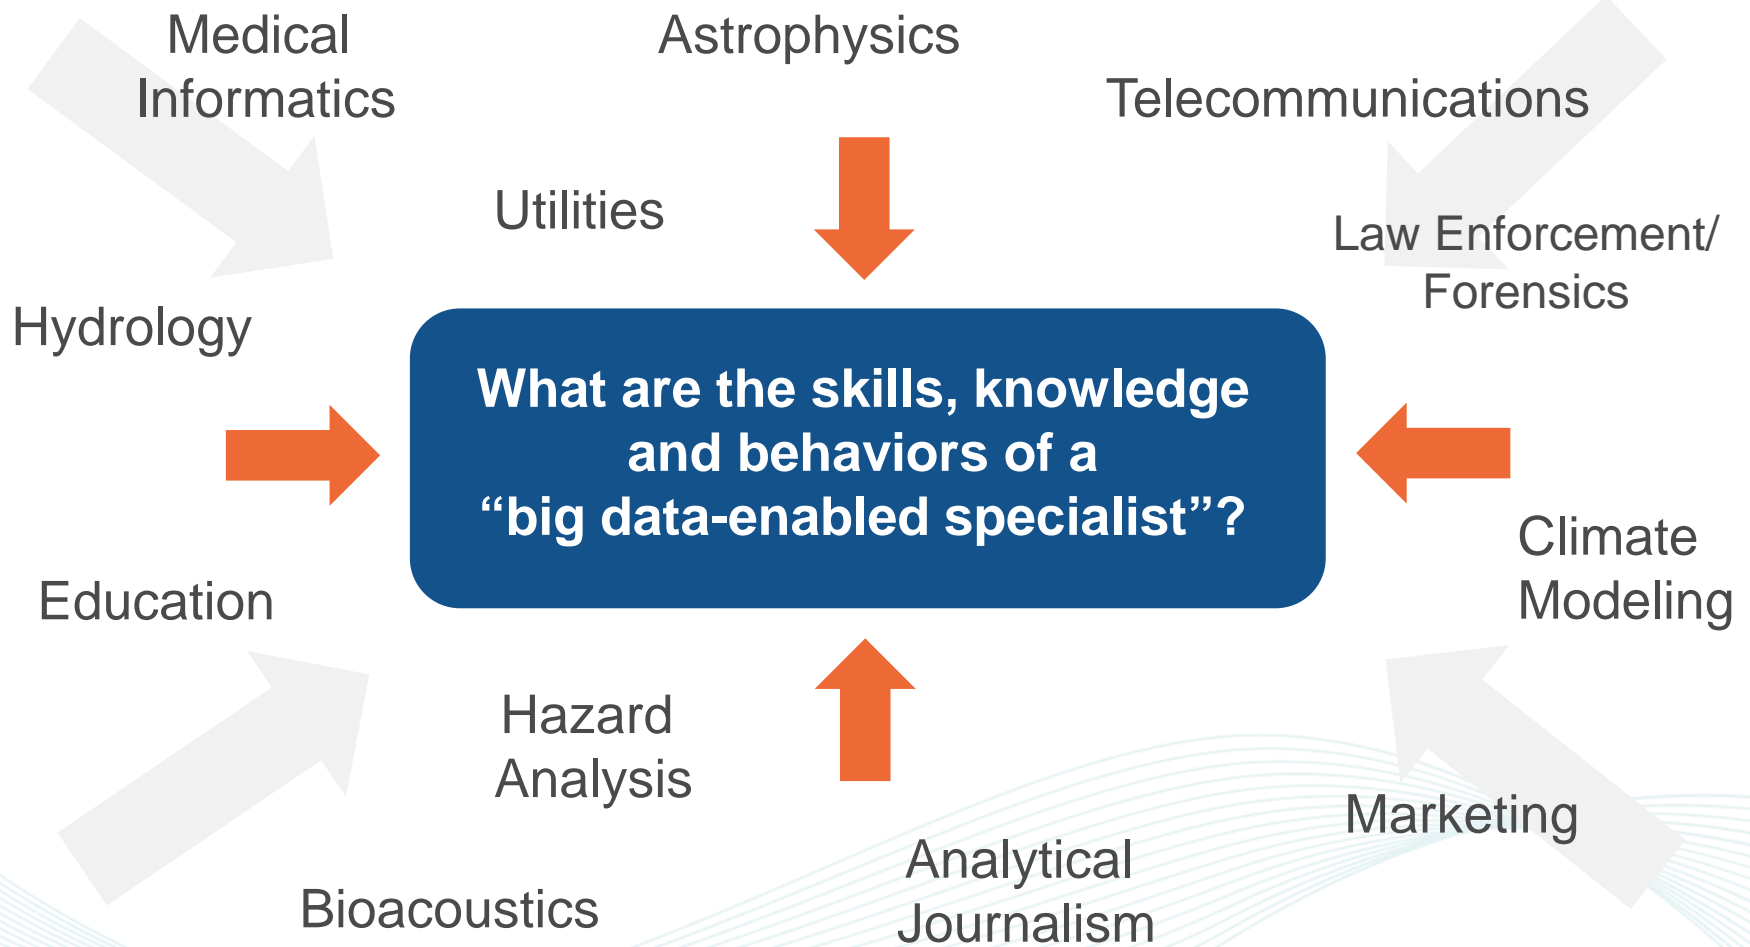 Medical
Informatics
Astrophysics
Telecommunications
Utilities
Law Enforcement/
Forensics
Hydrology
What are the skills, knowledge
and behaviors of a
“big data-enabled specialist”?
Climate
Modeling
Education
Hazard
Analysis
Marketing
Analytical
Journalism
Bioacoustics